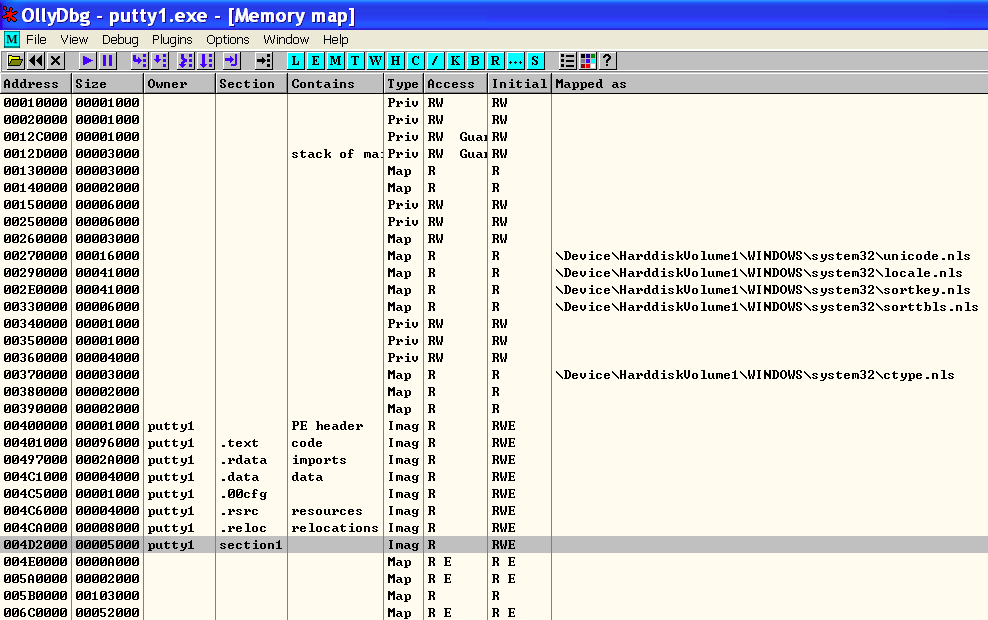 OllyDbg - putty1.exe - [Memory map]
M File View Debug Plugins Options Window Help
L E M T W H C / K B R ... S ?
Address Size Owner Section Contains Type Access Initial Mapped as
00010000 00001000 Priv RW RW
00020000 00001000 Priv RW RW
0012C000 00001000 Priv RW Guar RW
0012D000 00003000 stack of mai Priv RW Guar RW
00130000 00003000 Map R R
00140000 00002000 Map R R
00150000 00006000 Priv RW RW
00250000 00006000 Priv RW RW
00260000 00003000 Map RW RW
00270000 00016000 Map R R \Device\HarddiskVolume1\WINDOWS\system32\unicode.nls
00290000 00041000 Map R R \Device\HarddiskVolume1\WINDOWS\system32\locale.nls
002E0000 00041000 Map R R \Device\HarddiskVolume1\WINDOWS\system32\sortkey.nls
00330000 00006000 Map R R \Device\HarddiskVolume1\WINDOWS\system32\sorttbls.nls
00340000 00001000 Priv RW RW
00350000 00001000 Priv RW RW
00360000 00004000 Priv RW RW
00370000 00003000 Map R R \Device\HarddiskVolume1\WINDOWS\system32\ctype.nls
00380000 00002000 Map R R
00390000 00002000 Map R R
00400000 00001000 putty1 PE header Imag R RWE
00401000 00096000 putty1 .text code Imag R RWE
00497000 0002A000 putty1 .rdata imports Imag R RWE
004C1000 00004000 putty1 .data data Imag R RWE
004C5000 00001000 putty1 .00cfg Imag R RWE
004C6000 00004000 putty1 .rsrc resources Imag R RWE
004CA000 00008000 putty1 .reloc relocations Imag R RWE
004D2000 00005000 putty1 section1 Imag R RWE
004E0000 0000A000 Map R E R E
005A0000 00002000 Map R E R E
005B0000 00103000 Map R R
006C0000 00052000 Map R E R E